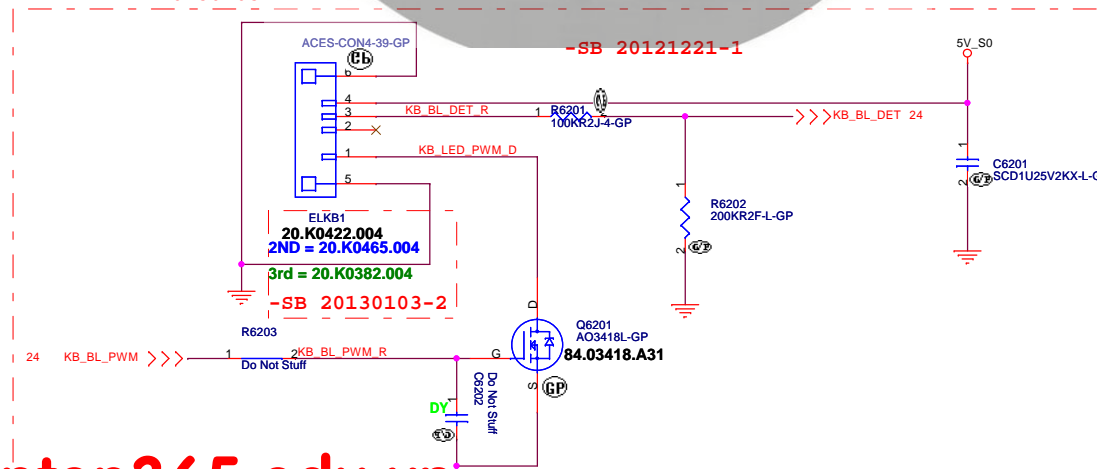 ACES-CON4-39-GP
-SB 20121221-1
5V_S0
6
4
3
2
1
5
KB_BL_DET_R
1
R6201
100KR2J-4-GP
KB_BL_DET 24
KB_LED_PWM_D
1
C6201
2
SCD1U25V2KX-L-G
1
R6202
200KR2F-L-GP
2
ELKB1
20.K0422.004
2ND = 20.K0465.004
3rd = 20.K0382.004
-SB 20130103-2
D
Q6201
AO3418L-GP
84.03418.A31
G
S
GP
R6203
24 KB_BL_PWM
1
2
KB_BL_PWM_R
Do Not Stuff
Do Not Stuff
C6202
1
DY